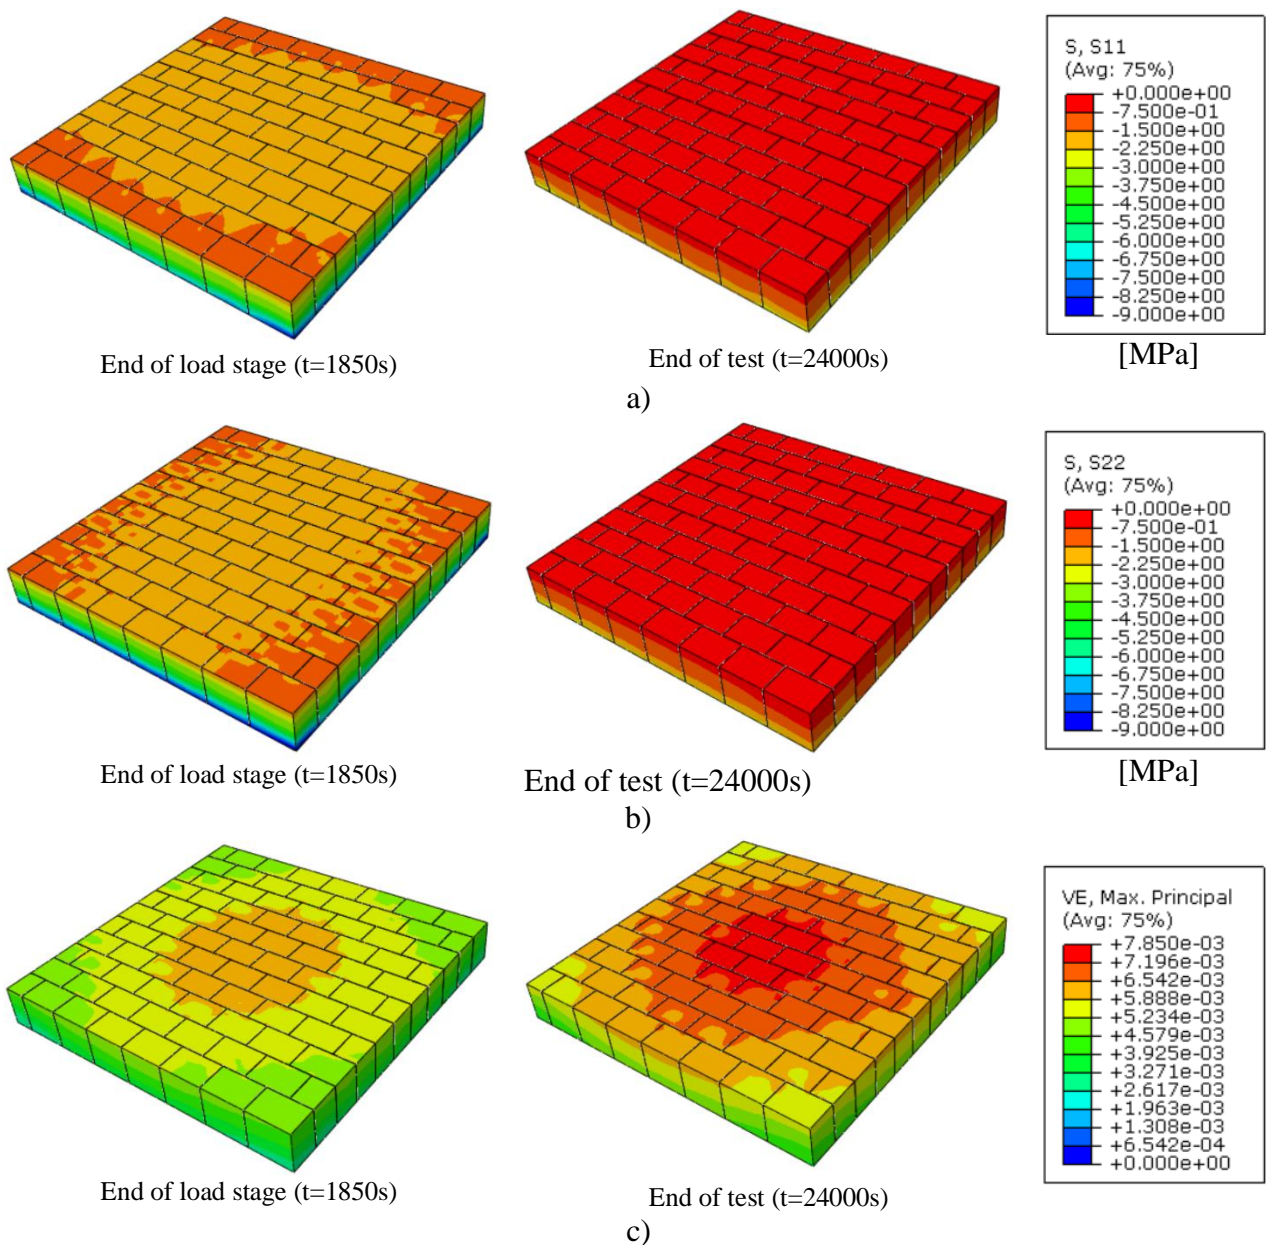 S, S11
(Avg: 75%)
+0.000e+00
-7.500e-01
-1.500e+00
-2.250e+00
-3.000e+00
-3.750e+00
-4.500e+00
-5.250e+00
-6.000e+00
-6.750e+00
-7.500e+00
-8.250e+00
-9.000e+00
[MPa]
End of load stage (t=1850s)
End of test (t=24000s)
a)
S, S22
(Avg: 75%)
+0.000e+00
-7.500e-01
-1.500e+00
-2.250e+00
-3.000e+00
-3.750e+00
-4.500e+00
-5.250e+00
-6.000e+00
-6.750e+00
-7.500e+00
-8.250e+00
-9.000e+00
[MPa]
End of load stage (t=1850s)
End of test (t=24000s)
b)
VE, Max. Principal
(Avg: 75%)
+7.850e-03
+7.196e-03
+6.542e-03
+5.888e-03
+5.234e-03
+4.579e-03
+3.925e-03
+3.271e-03
+2.617e-03
+1.963e-03
+1.308e-03
+6.542e-04
+0.000e+00
End of load stage (t=1850s)
End of test (t=24000s)
c)